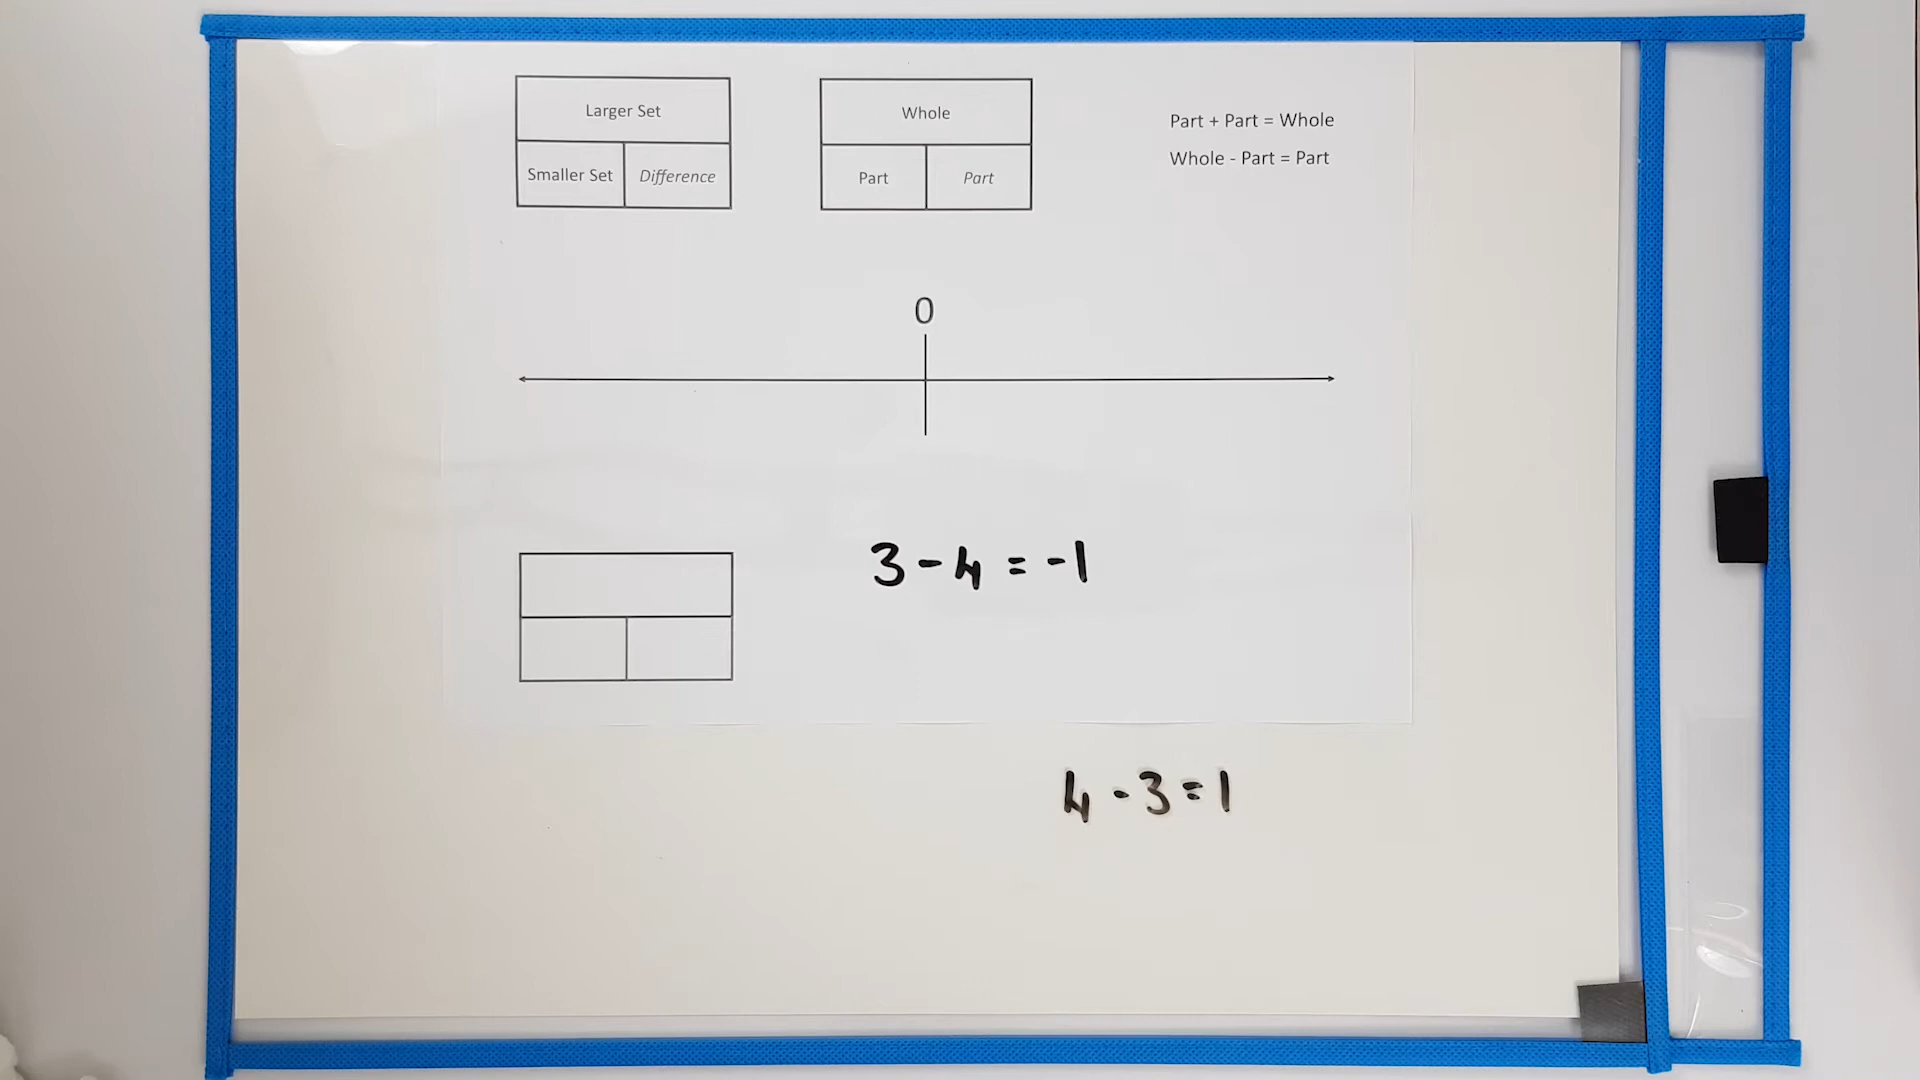 Larger Set
Smaller Set Difference
Whole
Part Part
Part + Part = Whole
Whole - Part = Part
0
3 - 4 = -1
4 - 3 = 1